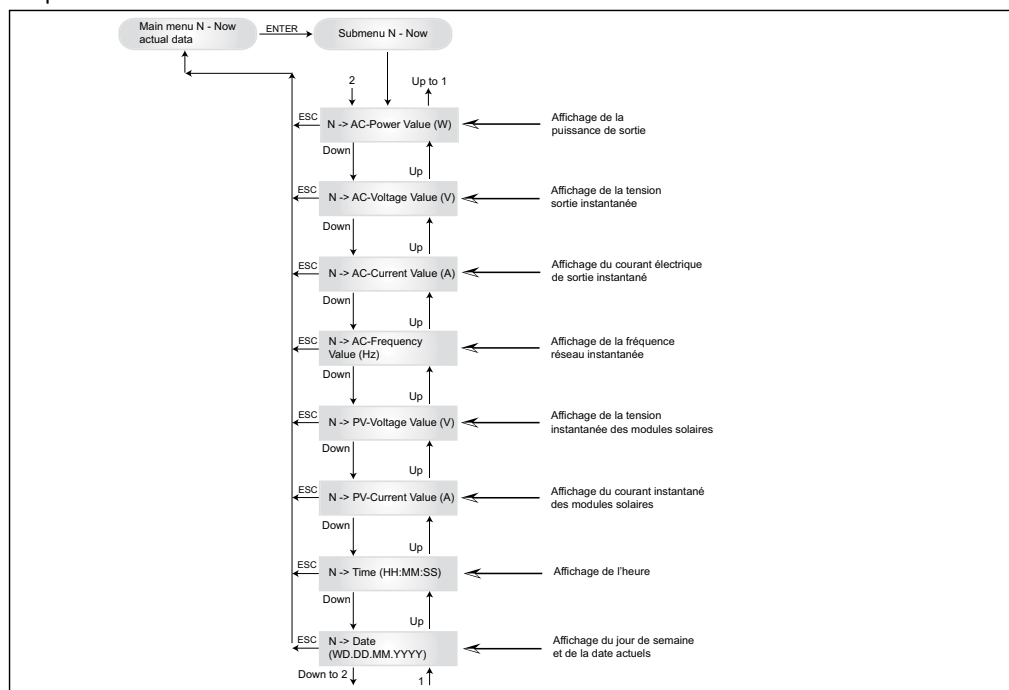 Main menu N - Now
actual data
ENTER
Submenu N - Now
2
Up to 1
ESC
N -> AC-Power Value (W)
Affichage de la
puissance de sortie
Down
Up
ESC
N -> AC-Voltage Value (V)
Affichage de la tension
sortie instantanée
Down
Up
ESC
N -> AC-Current Value (A)
Affichage du courant électrique
de sortie instantané
Down
Up
ESC
N -> AC-Frequency
Value (Hz)
Affichage de la fréquence
réseau instantanée
Down
Up
ESC
N -> PV-Voltage Value (V)
Affichage de la tension
instantanée des modules solaires
Down
Up
ESC
N -> PV-Current Value (A)
Affichage du courant instantané
des modules solaires
Down
Up
ESC
N -> Time (HH:MM:SS)
Affichage de l'heure
Down
Up
ESC
N -> Date
(WD.DD.MM.YYYY)
Affichage du jour de semaine
et de la date actuels
Down to 2
1